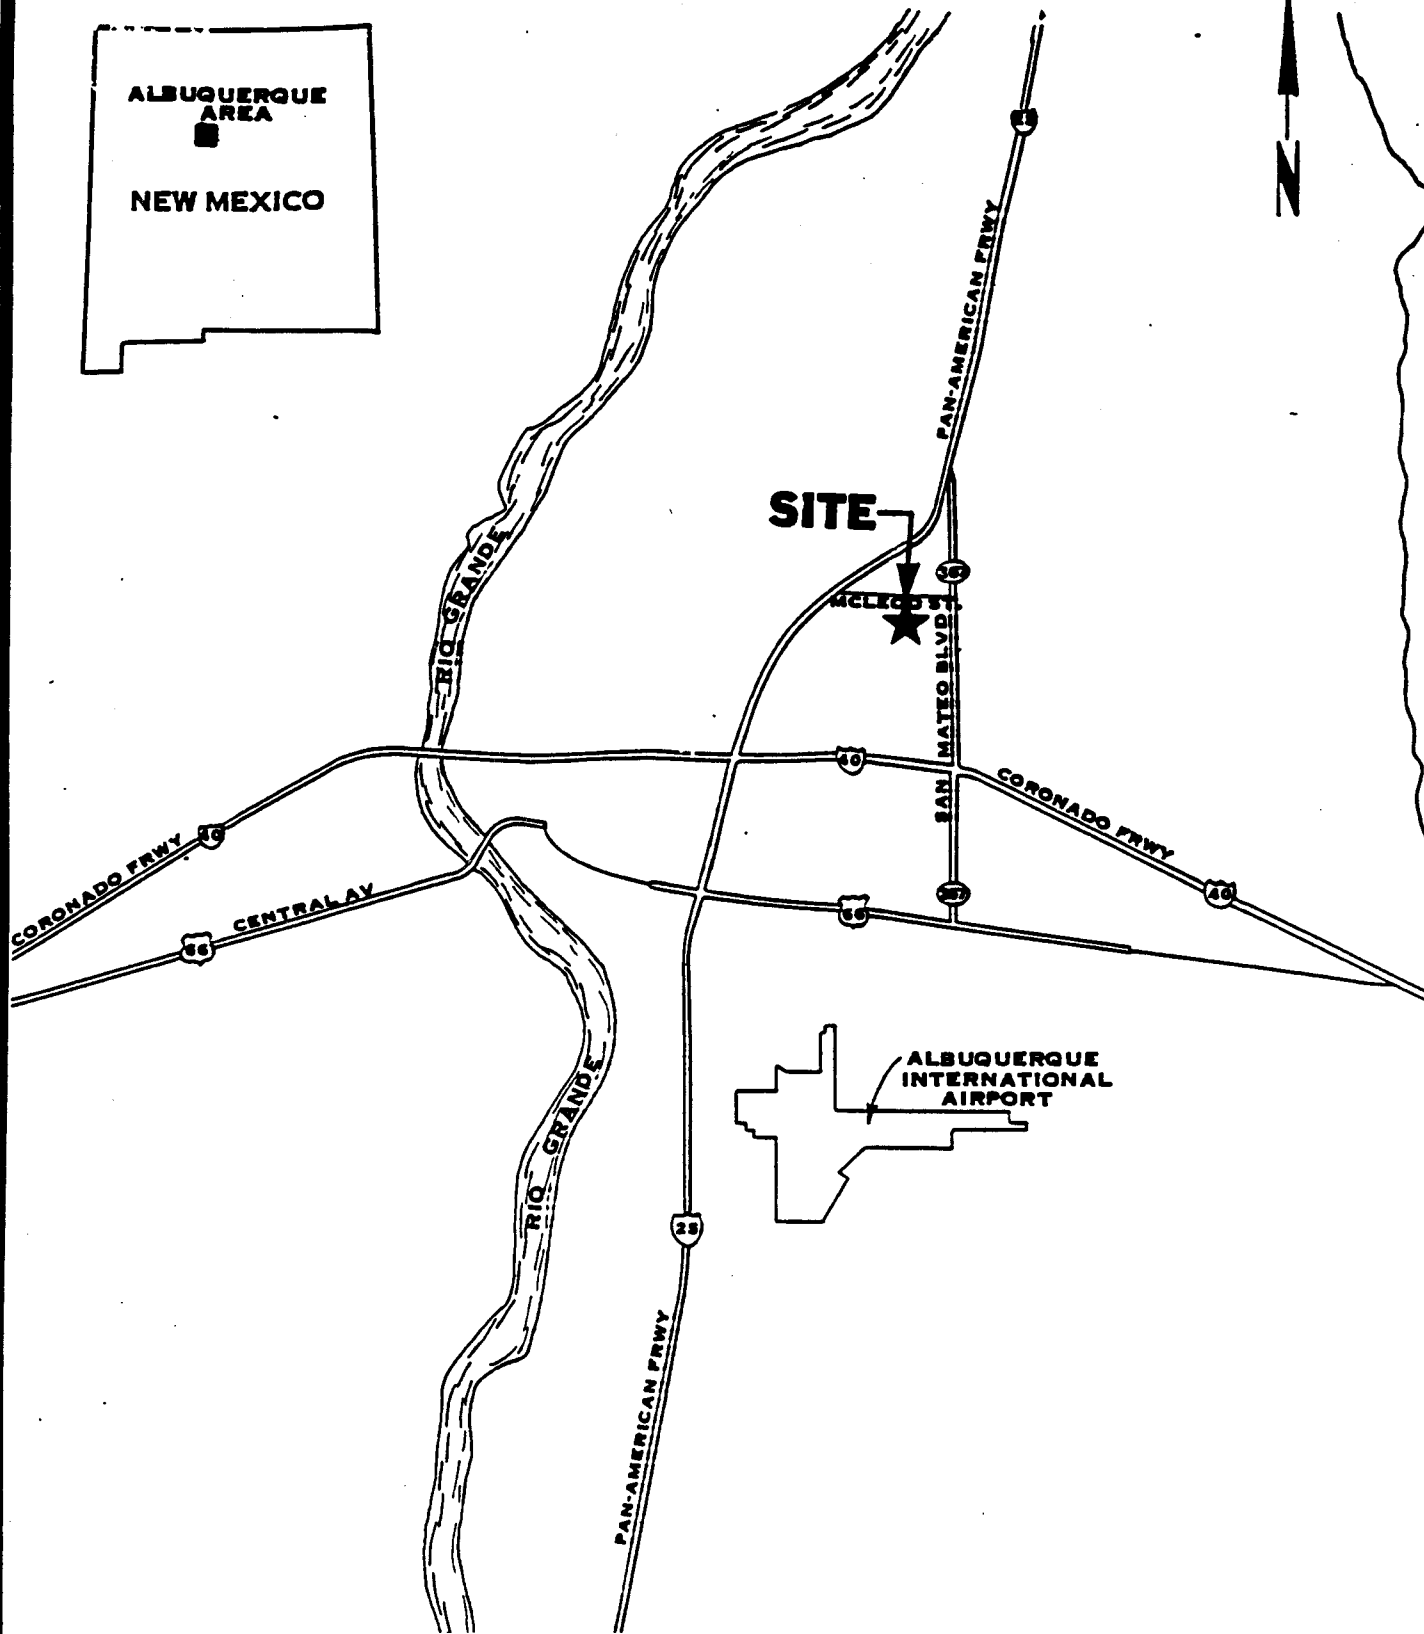 ALBUQUERQUE
AREA
NEW MEXICO
N
PAN-AMERICAN FRWY
SITE
MCLEOD ST.
SAN MATEO BLVD
RIO GRANDE
40
CORONADO FRWY
40
CORONADO FRWY
40
367
CENTRAL AV
66
66
ALBUQUERQUE
INTERNATIONAL
AIRPORT
RIO GRANDE
25
PAN-AMERICAN FRWY